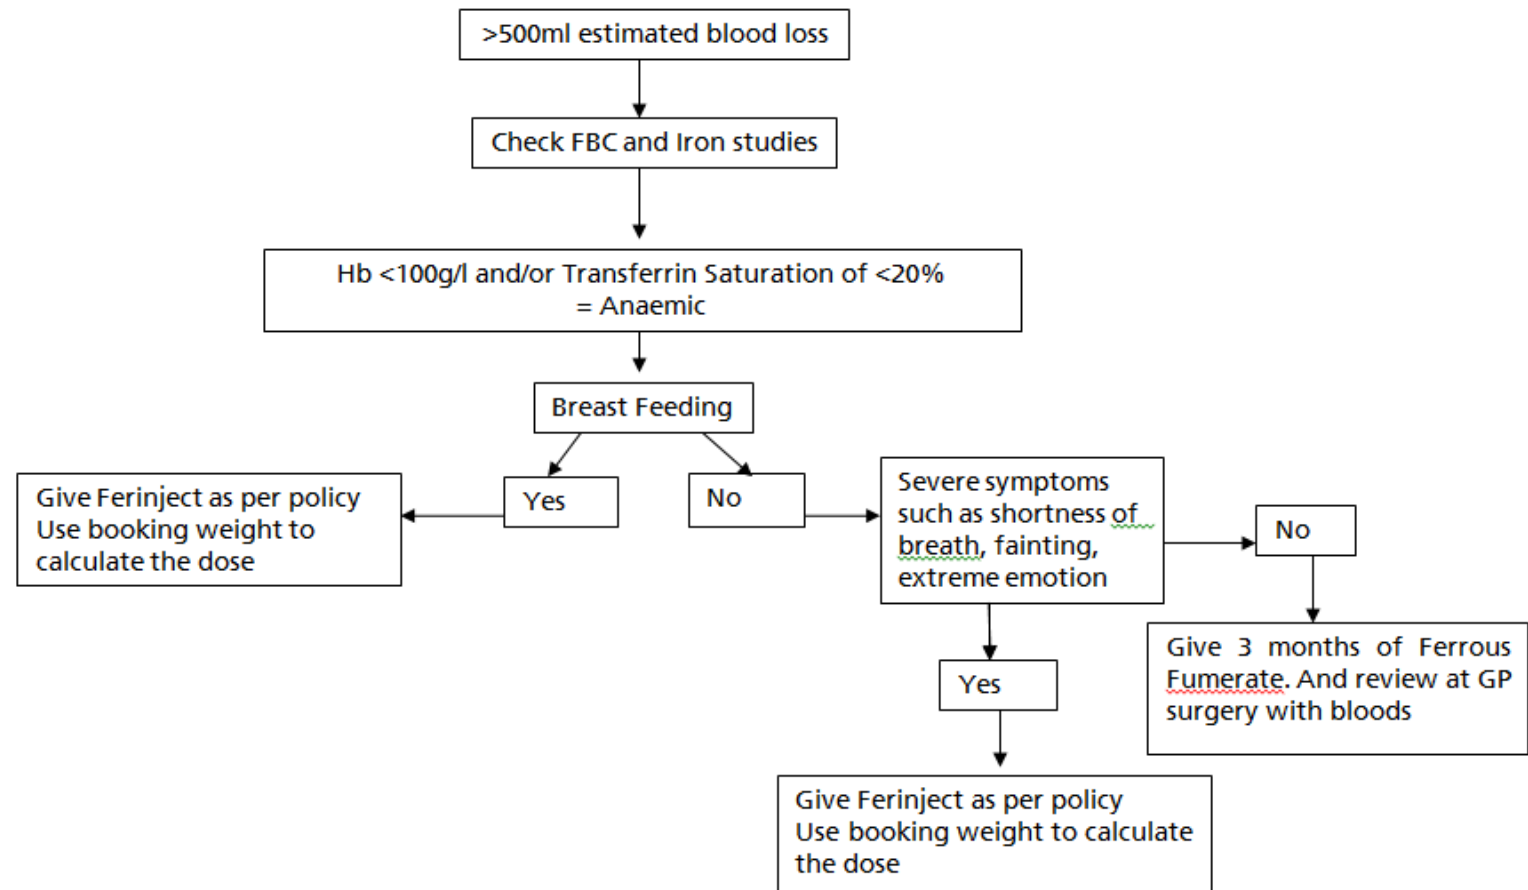 >500ml estimated blood loss
Check FBC and Iron studies
Hb <100g/l and/or Transferrin Saturation of <20%
= Anaemic
Breast Feeding
Yes
No
Give Ferinject as per policy
Use booking weight to
calculate the dose
Severe symptoms
such as shortness of
breath, fainting,
extreme emotion
No
Yes
Give 3 months of Ferrous
Fumerate. And review at GP
surgery with bloods
Give Ferinject as per policy
Use booking weight to calculate
the dose